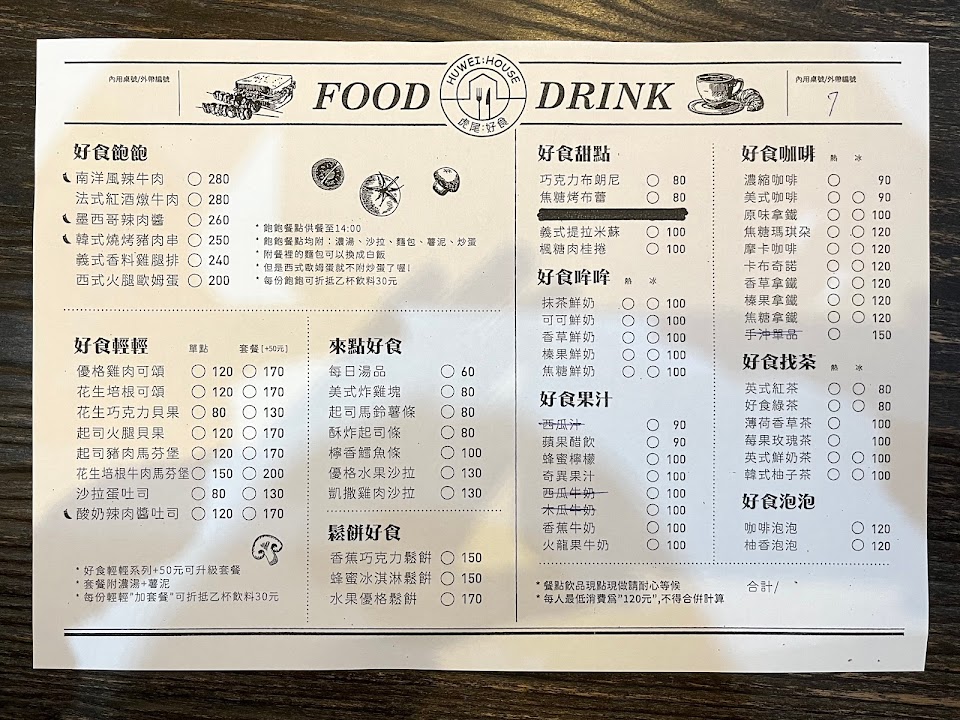 內用桌號/外帶編號
FOOD
HUWEI:HOUSE
虎尾:好食
DRINK
內用桌號/外帶編號
7
好食飽飽
南洋風辣牛肉 280
法式紅酒燉牛肉 280
墨西哥辣肉醬 260
韓式燒烤豬肉串 250
義式香料雞腿排 240
西式火腿歐姆蛋 200
* 飽飽餐點供餐至14:00
* 飽飽餐點均附：濃湯、沙拉、麵包、薯泥、炒蛋
* 附餐裡的麵包可以換成白飯
* 但是西式歐姆蛋就不附炒蛋了喔!
* 每份飽飽可折抵乙杯飲料30元
好食輕輕 單點 套餐[+50元]
優格雞肉可頌 120 170
花生培根可頌 120 170
花生巧克力貝果 80 130
起司火腿貝果 120 170
起司豬肉馬芬堡 120 170
花生培根牛肉馬芬堡 150 200
沙拉蛋吐司 80 130
酸奶辣肉醬吐司 120 170
* 好食輕輕系列+50元可升級套餐
* 套餐附濃湯+薯泥
* 每份輕輕"加套餐"可折抵乙杯飲料30元
來點好食
每日湯品 60
美式炸雞塊 80
起司馬鈴薯條 80
酥炸起司條 80
檸香鱈魚條 100
優格水果沙拉 130
凱撒雞肉沙拉 130
鬆餅好食
香蕉巧克力鬆餅 150
蜂蜜冰淇淋鬆餅 150
水果優格鬆餅 170
好食甜點
巧克力布朗尼 80
焦糖烤布蕾 80
義式提拉米蘇 100
楓糖肉桂捲 100
好食哞哞 熱 冰
抹茶鮮奶 100
可可鮮奶 100
香草鮮奶 100
榛果鮮奶 100
焦糖鮮奶 100
好食果汁
西瓜汁 90
蘋果醋飲 90
蜂蜜檸檬 100
奇異果汁 100
西瓜牛奶 100
木瓜牛奶 100
香蕉牛奶 100
火龍果牛奶 100
* 餐點飲品現點現做請耐心等候
* 每人最低消費為"120元",不得合併計算
好食咖啡 熱 冰
濃縮咖啡 90
美式咖啡 90
原味拿鐵 100
焦糖瑪琪朶 120
摩卡咖啡 120
卡布奇諾 120
香草拿鐵 120
榛果拿鐵 120
焦糖拿鐵 120
手沖單品 150
好食找茶 熱 冰
英式紅茶 80
好食綠茶 80
薄荷香草茶 100
莓果玫瑰茶 100
英式鮮奶茶 100
韓式柚子茶 100
好食泡泡
咖啡泡泡 120
柚香泡泡 120
合計/